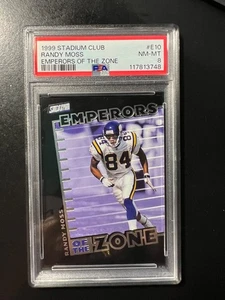 1999 STADIUM CLUB #E10
RANDY MOSS NM-MT
EMPERORS OF THE ZONE 8
PSA 117813748
EMPERORS
84
RANDY MOSS
OF THE ZONE